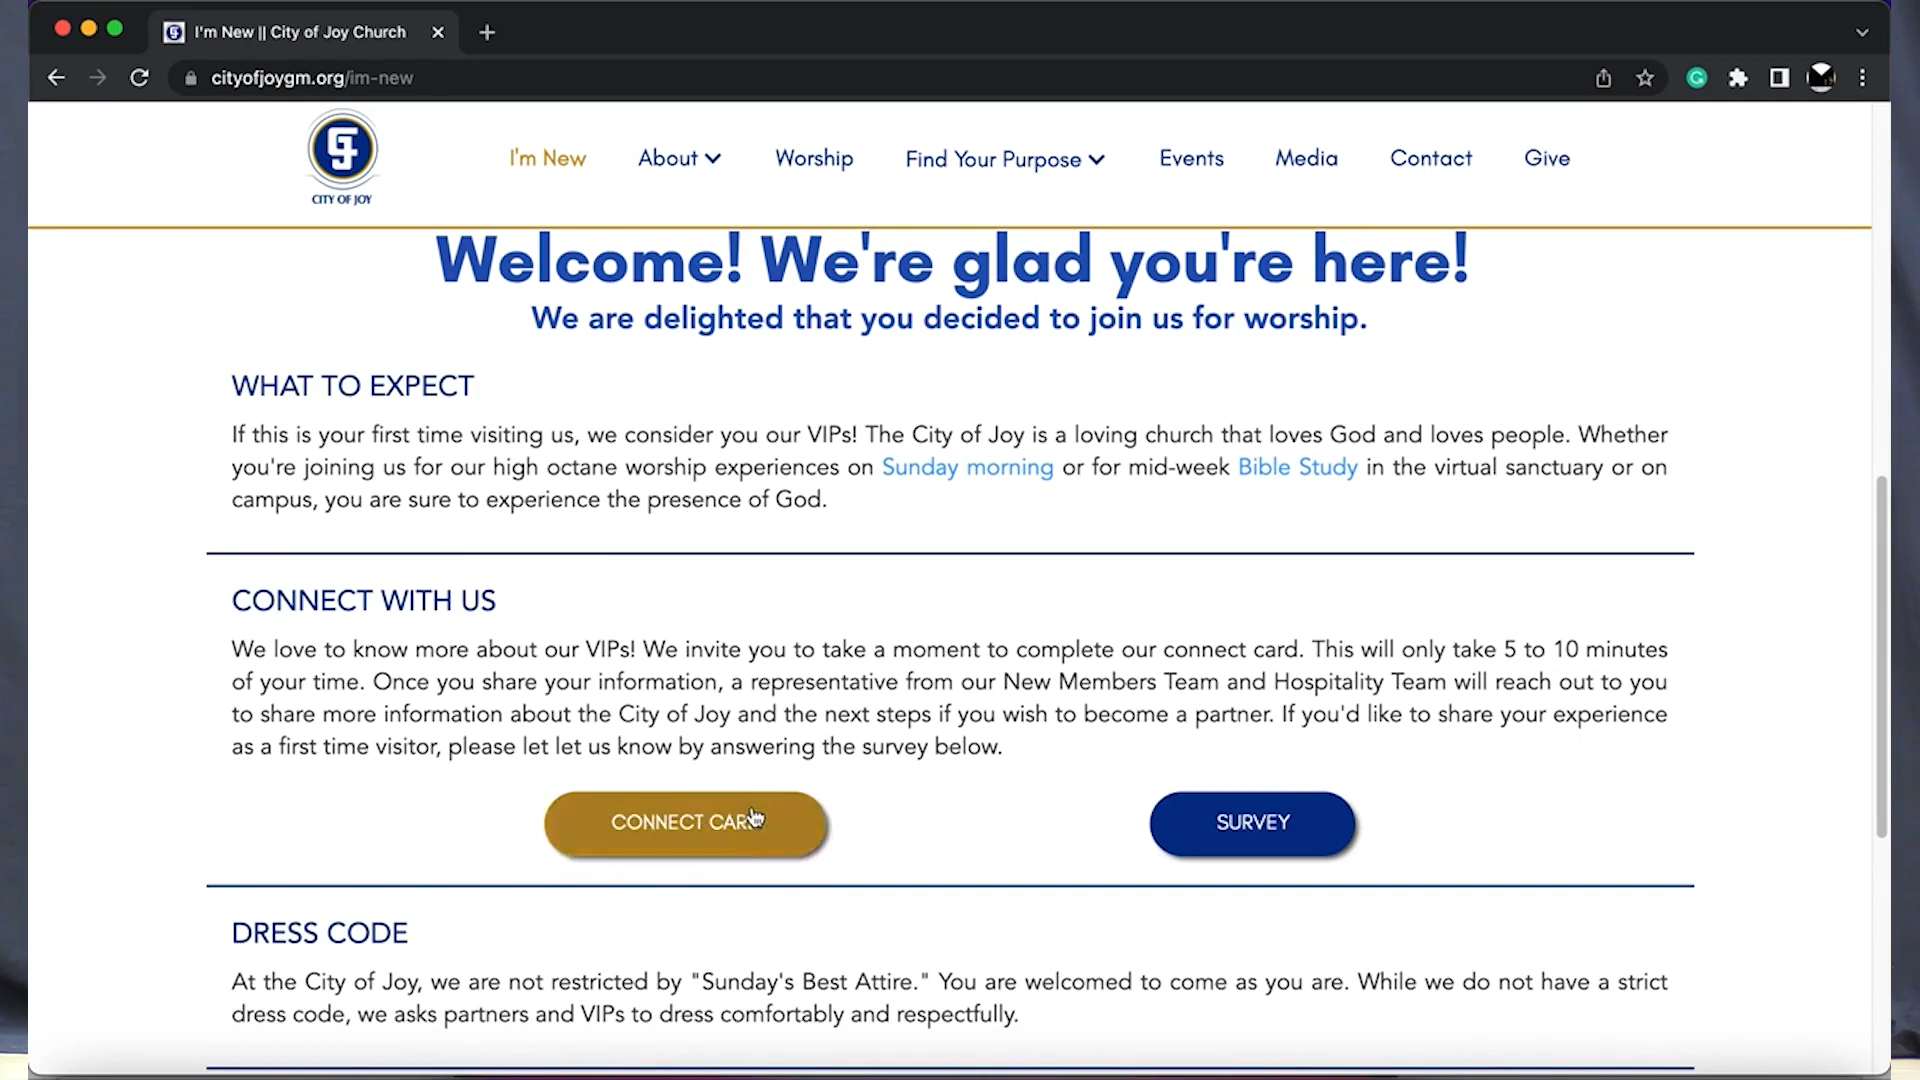 I'm New || City of Joy Church
cityofjoygm.org/im-new
CITY OF JOY
I'm New About Worship Find Your Purpose Events Media Contact Give
Welcome! We're glad you're here!
We are delighted that you decided to join us for worship.
WHAT TO EXPECT
If this is your first time visiting us, we consider you our VIPs! The City of Joy is a loving church that loves God and loves people. Whether
you're joining us for our high octane worship experiences on Sunday morning or for mid-week Bible Study in the virtual sanctuary or on
campus, you are sure to experience the presence of God.
CONNECT WITH US
We love to know more about our VIPs! We invite you to take a moment to complete our connect card. This will only take 5 to 10 minutes
of your time. Once you share your information, a representative from our New Members Team and Hospitality Team will reach out to you
to share more information about the City of Joy and the next steps if you wish to become a partner. If you'd like to share your experience
as a first time visitor, please let let us know by answering the survey below.
CONNECT CARD
SURVEY
DRESS CODE
At the City of Joy, we are not restricted by "Sunday's Best Attire." You are welcomed to come as you are. While we do not have a strict
dress code, we asks partners and VIPs to dress comfortably and respectfully.